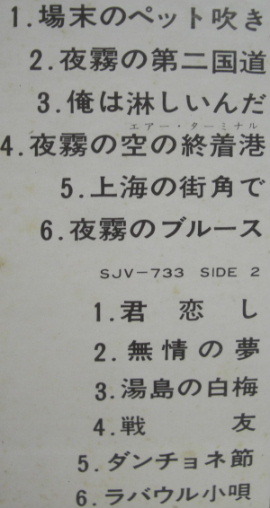 1.場末のペット吹き
2.夜霧の第二国道
3.俺は淋しいんだ
エアー・ターミナル
4.夜霧の空の終着港
5.上海の街角で
6.夜霧のブルース
SJV-733 SIDE 2
1.君恋し
2.無情の夢
3.湯島の白梅
4.戦友
5.ダンチョネ節
6.ラバウル小唄